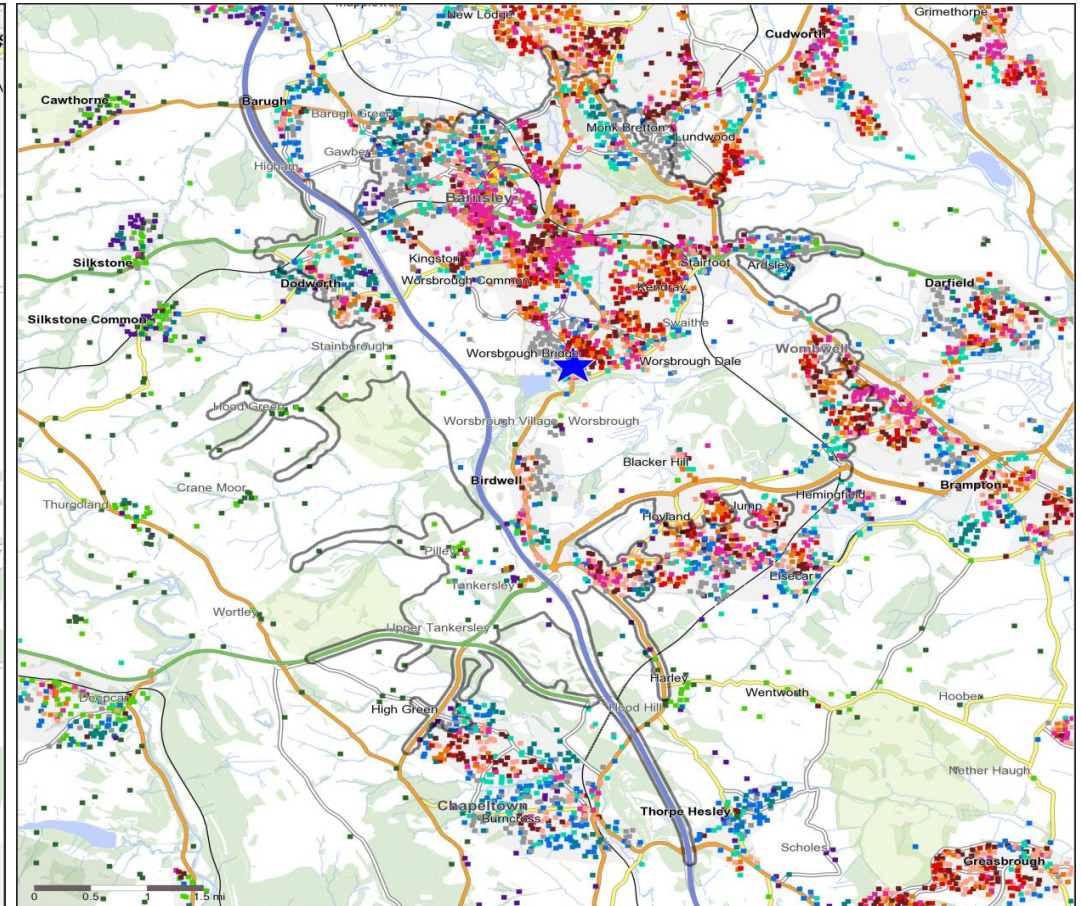 New Lodge
Grimethorpe
Cudworth
Cawthorne
Barugh
Barugh Green
Monk Bretton
Lundwood
Gawber
Higham
Barnsley
Silkstone
Kingston
Stairfoot
Ardsley
Dodworth
Worsbrough Common
Kendray
Darfield
Silkstone Common
Swaithe
Stainborough
Worsbrough Bridge
Worsbrough Dale
Wombwell
Hood Green
Worsbrough Village
Worsbrough
Blacker Hill
Birdwell
Crane Moor
Hemingfield
Brampton
Thurgoland
Hoyland
Jump
Pilley
Tankersley
Elsecar
Wortley
Upper Tankersley
Harley
Deepcar
Wentworth
Hoober
High Green
Hood Hill
Nether Haugh
Chapeltown
Burncross
Thorpe Hesley
Scholes
Greasbrough
0 0.5 1 1.5 mi